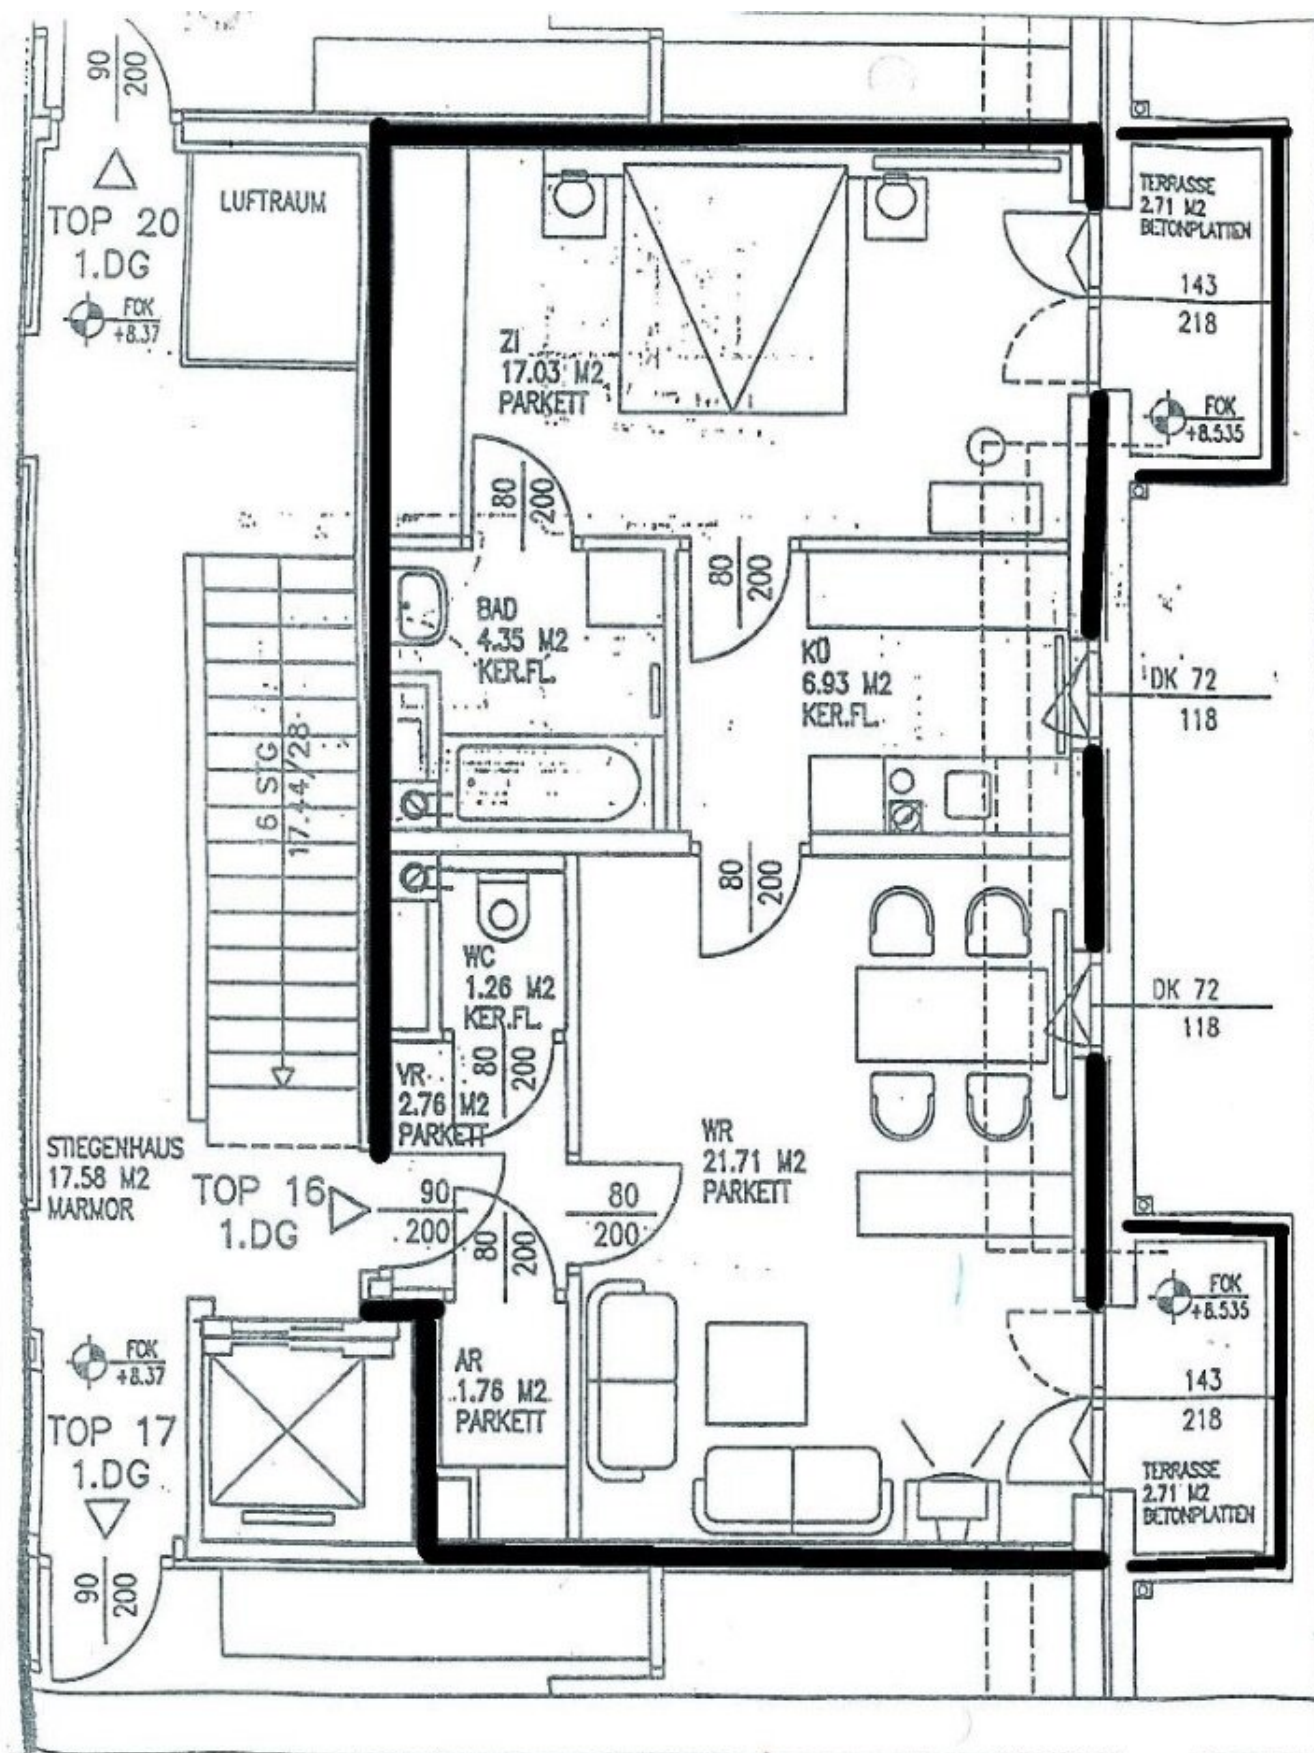 90
200
TOP 20
1.DG
FOK
+8.37
LUFTRAUM
TERRASSE
2.71 M2
BETONPLATTEN
143
218
FOK
+8.535
ZI
17.03 M2
PARKETT
80
200
80
200
BAD
4.35 M2
KER.FL.
KÜ
6.93 M2
KER.FL.
DK 72
118
6 STG
17.44/28
80
200
WC
1.26 M2
KER.FL.
80
200
DK 72
118
VR
2.76 M2
PARKETT
WR
21.71 M2
PARKETT
STIEGENHAUS
17.58 M2
MARMOR
TOP 16
1.DG
90
200
80
200
80
200
FOK
+8.535
FOK
+8.37
TOP 17
1.DG
AR
1.76 M2
PARKETT
143
218
TERRASSE
2.71 M2
BETONPLATTEN
90
200